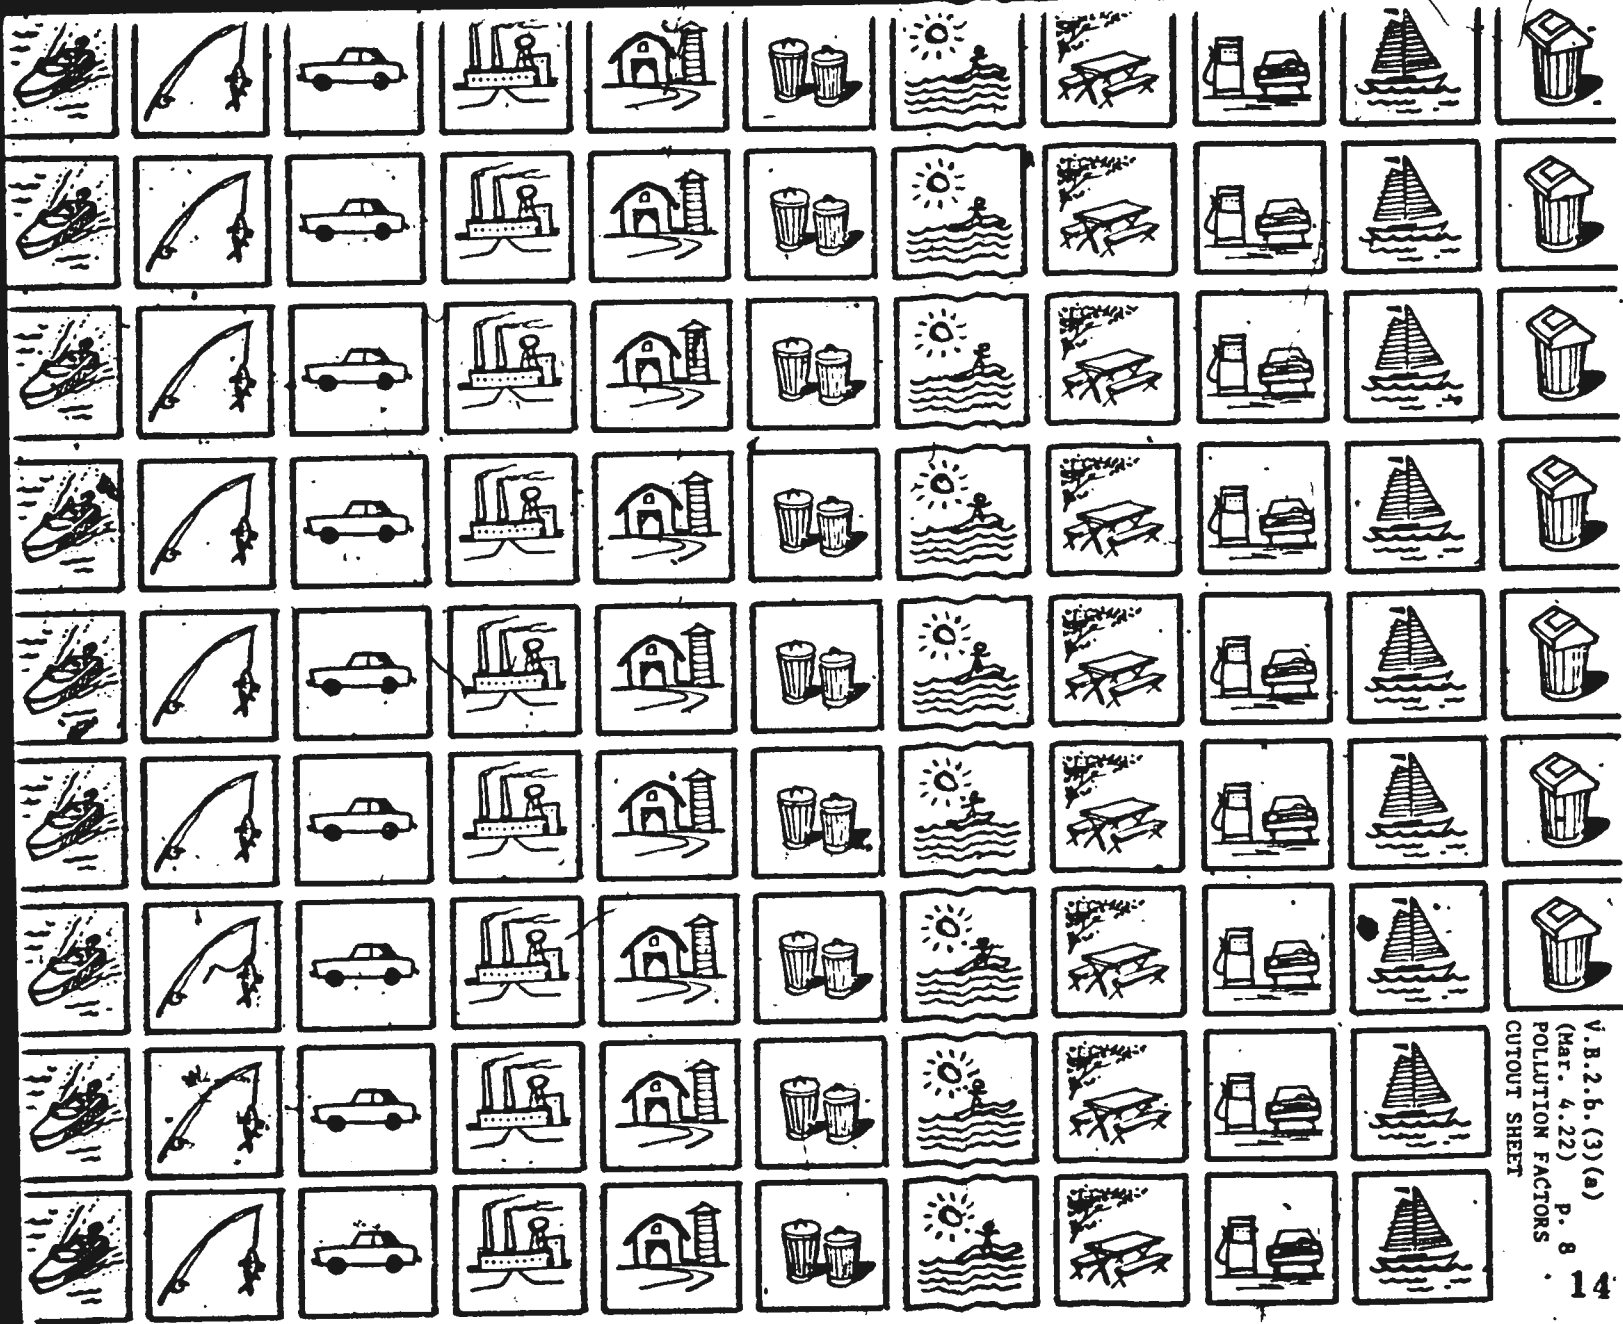 V.B.2.b.(3)(a)
(Mar. 4.22) P. 8
POLLUTION FACTORS
CUTOUT SHEET
14